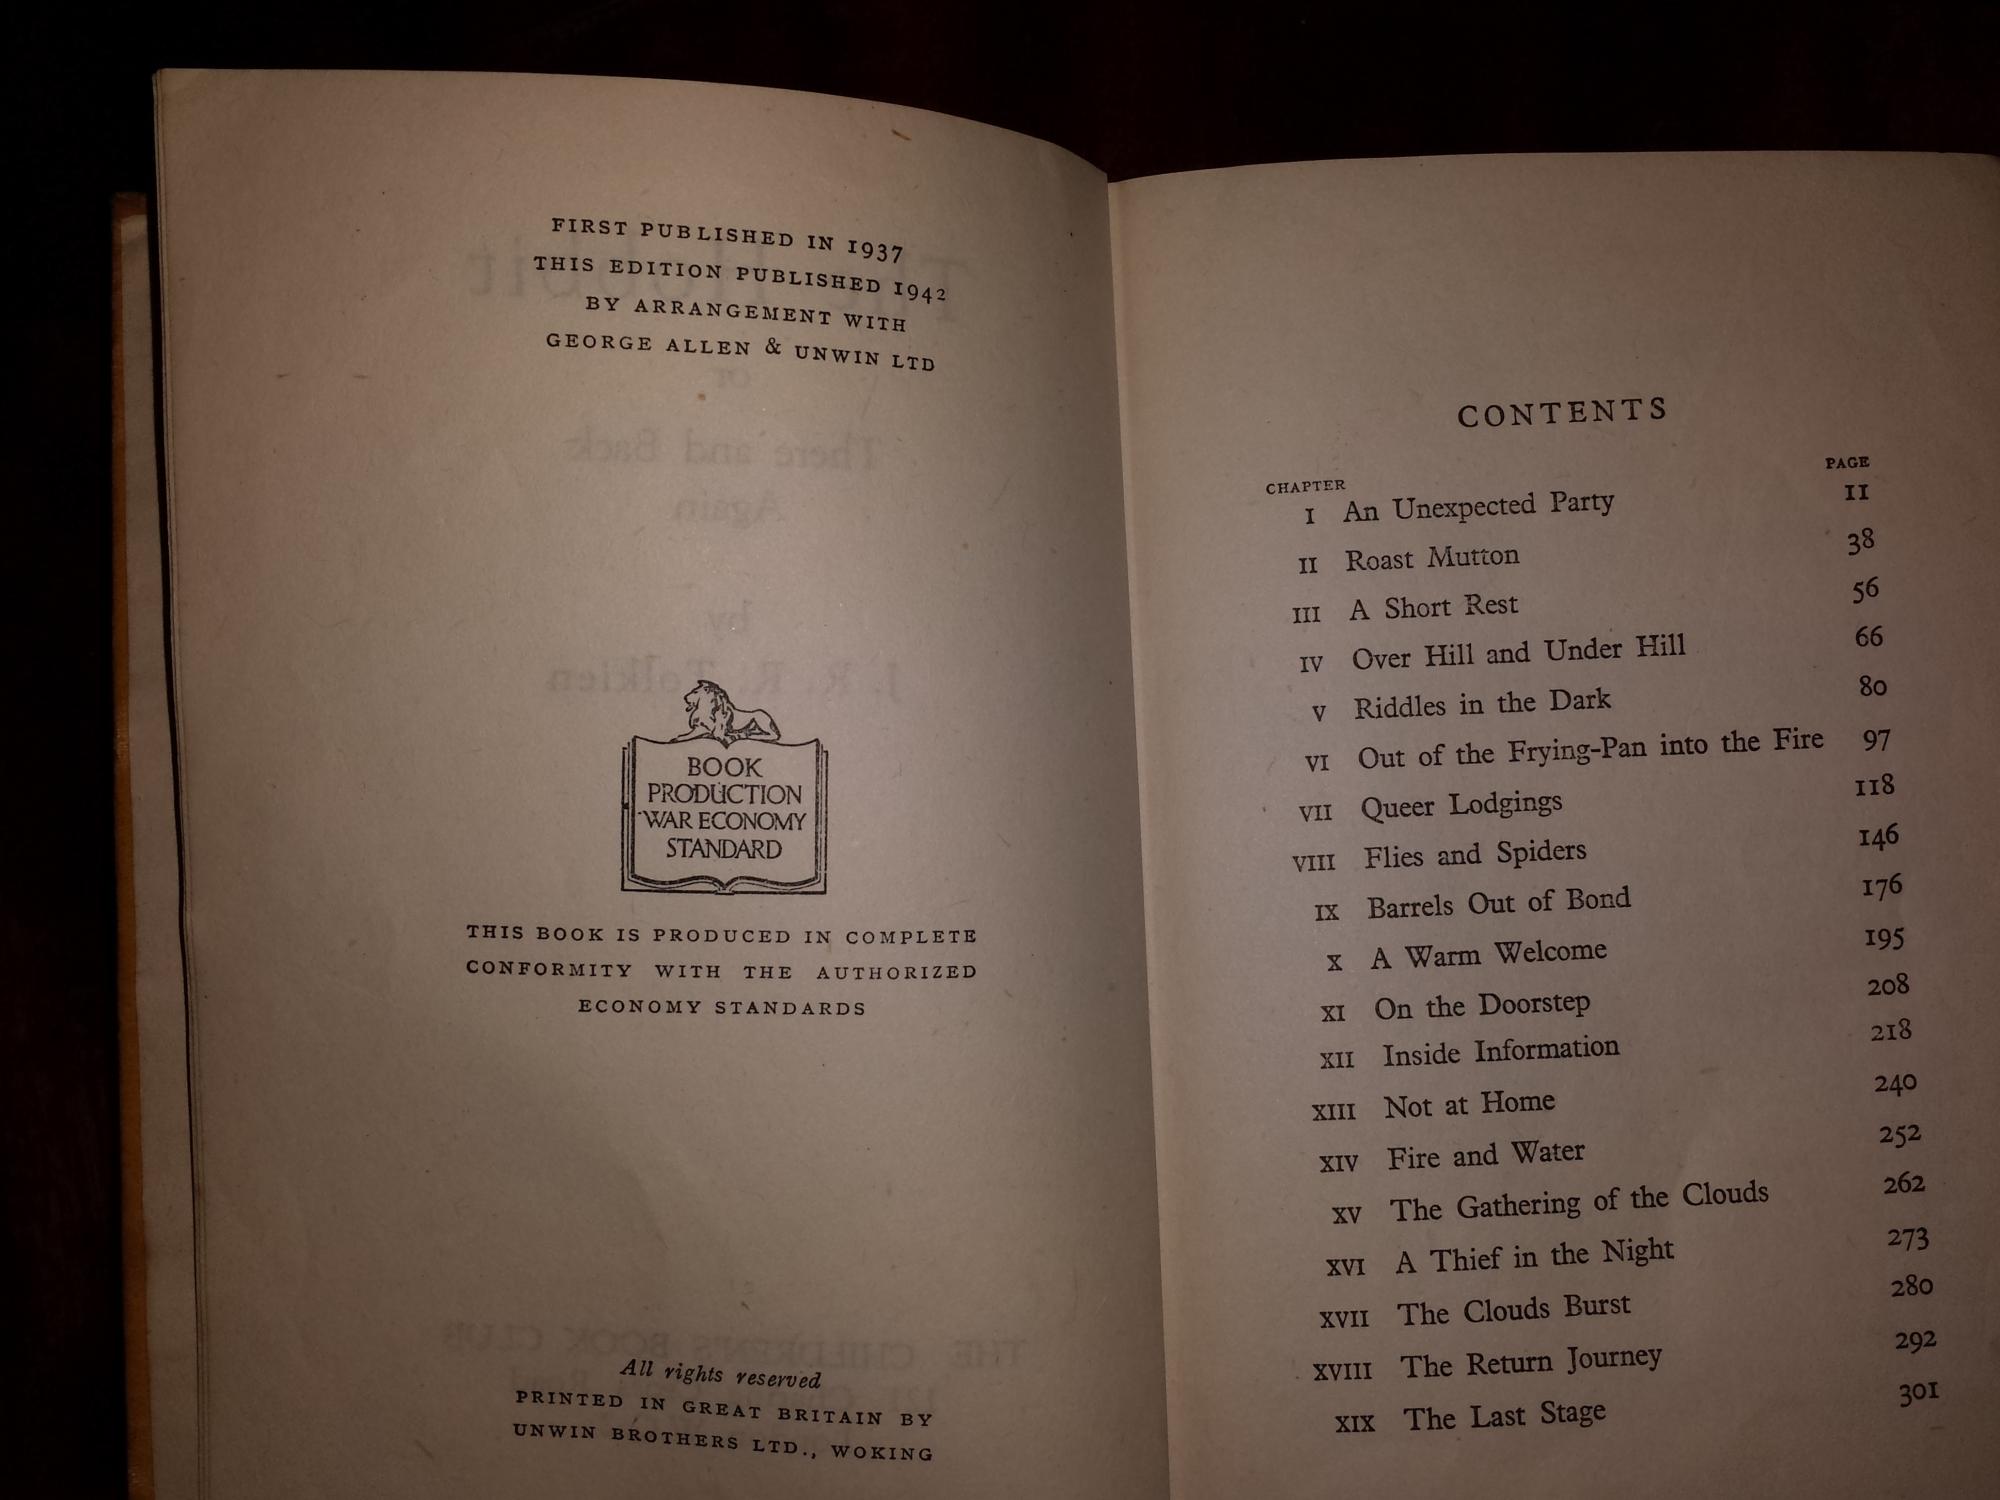 FIRST PUBLISHED IN 1937
THIS EDITION PUBLISHED 1942
BY ARRANGEMENT WITH
GEORGE ALLEN & UNWIN LTD
BOOK
PRODUCTION
WAR ECONOMY
STANDARD
THIS BOOK IS PRODUCED IN COMPLETE
CONFORMITY WITH THE AUTHORIZED
ECONOMY STANDARDS
All rights reserved
PRINTED IN GREAT BRITAIN BY
UNWIN BROTHERS LTD., WOKING
CONTENTS
CHAPTER PAGE
I An Unexpected Party 11
II Roast Mutton 38
III A Short Rest 56
IV Over Hill and Under Hill 66
V Riddles in the Dark 80
VI Out of the Frying-Pan into the Fire 97
VII Queer Lodgings 118
VIII Flies and Spiders 146
IX Barrels Out of Bond 176
X A Warm Welcome 195
XI On the Doorstep 208
XII Inside Information 218
XIII Not at Home 240
XIV Fire and Water 252
XV The Gathering of the Clouds 262
XVI A Thief in the Night 273
XVII The Clouds Burst 280
XVIII The Return Journey 292
XIX The Last Stage 301